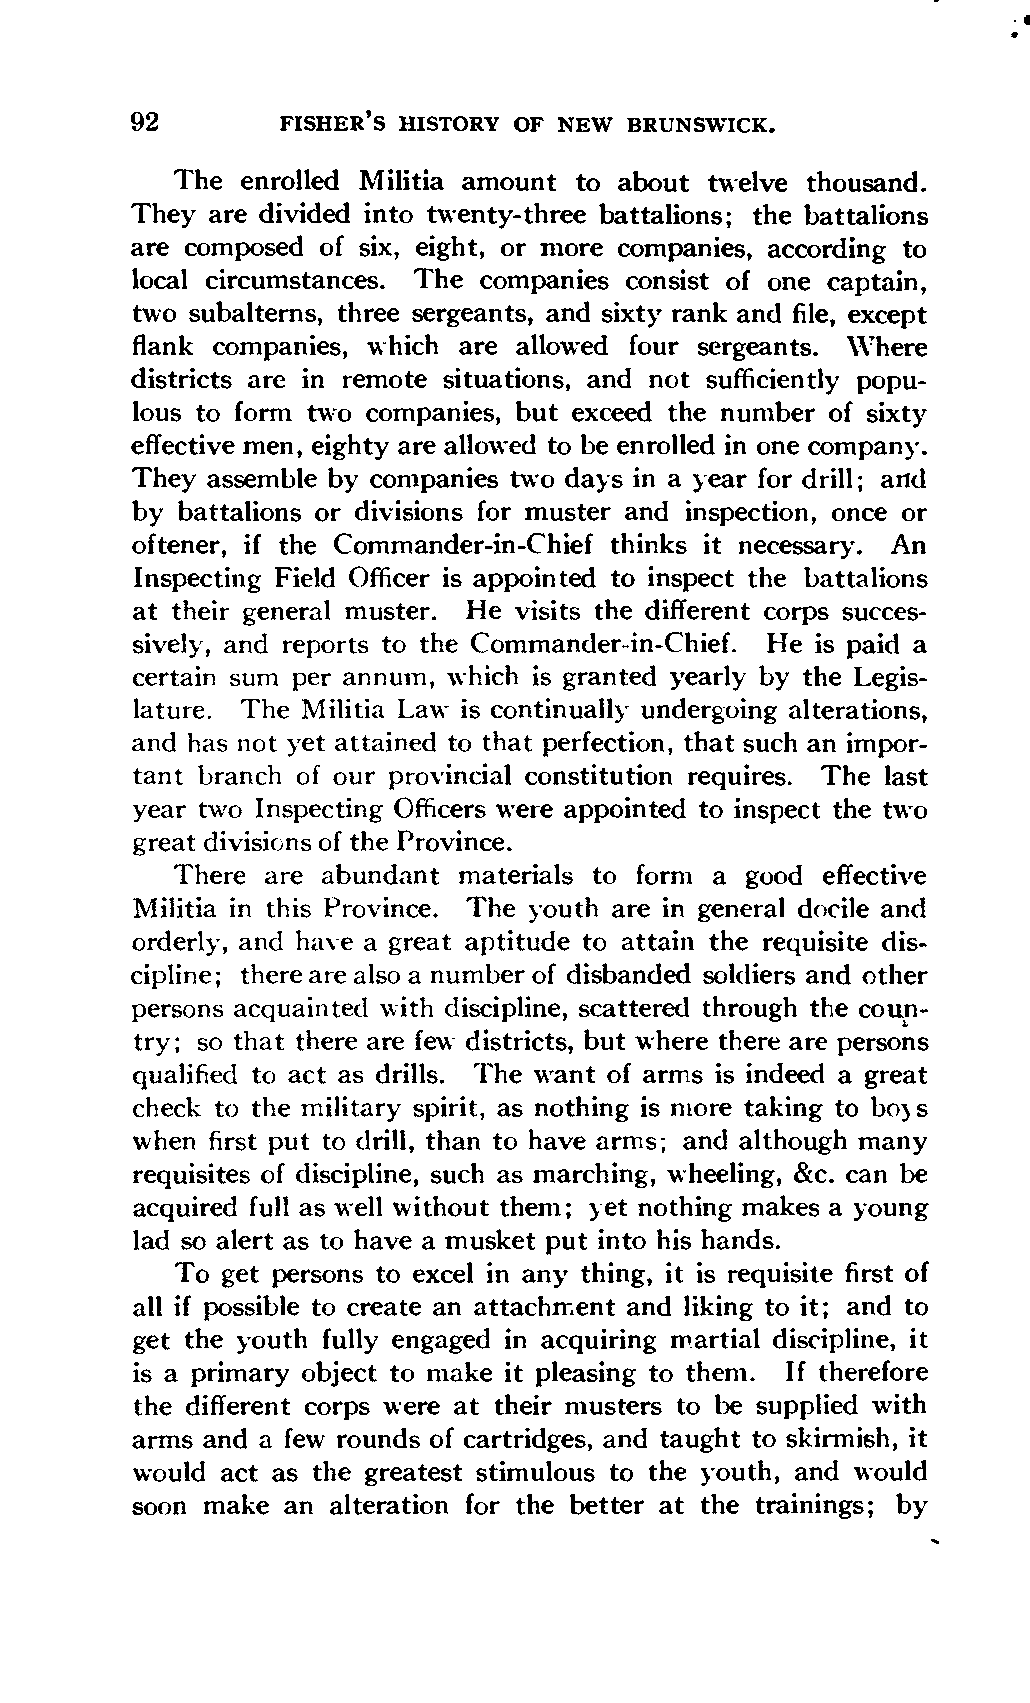 92 FISHER'S HISTORY OF NEW BRUNSWICK.
The enrolled Militia amount to about twelve thousand.
They are divided into twenty-three battalions; the battalions
are composed of six, eight, or more companies, according to
local circumstances. The companies consist of one captain,
two subalterns, three sergeants, and sixty rank and file, except
flank companies, which are allowed four sergeants. Where
districts are in remote situations, and not sufficiently popu-
lous to form two companies, but exceed the number of sixty
effective men, eighty are allowed to be enrolled in one company.
They assemble by companies two days in a year for drill; and
by battalions or divisions for muster and inspection, once or
oftener, if the Commander-in-Chief thinks it necessary. An
Inspecting Field Officer is appointed to inspect the battalions
at their general muster. He visits the different corps succes-
sively, and reports to the Commander-in-Chief. He is paid a
certain sum per annum, which is granted yearly by the Legis-
lature. The Militia Law is continually undergoing alterations,
and has not yet attained to that perfection, that such an impor-
tant branch of our provincial constitution requires. The last
year two Inspecting Officers were appointed to inspect the two
great divisions of the Province.
There are abundant materials to form a good effective
Militia in this Province. The youth are in general docile and
orderly, and have a great aptitude to attain the requisite dis-
cipline; there are also a number of disbanded soldiers and other
persons acquainted with discipline, scattered through the coun-
try; so that there are few districts, but where there are persons
qualified to act as drills. The want of arms is indeed a great
check to the military spirit, as nothing is more taking to boys
when first put to drill, than to have arms; and although many
requisites of discipline, such as marching, wheeling, &c. can be
acquired full as well without them; yet nothing makes a young
lad so alert as to have a musket put into his hands.
To get persons to excel in any thing, it is requisite first of
all if possible to create an attachment and liking to it; and to
get the youth fully engaged in acquiring martial discipline, it
is a primary object to make it pleasing to them. If therefore
the different corps were at their musters to be supplied with
arms and a few rounds of cartridges, and taught to skirmish, it
would act as the greatest stimulous to the youth, and would
soon make an alteration for the better at the trainings; by